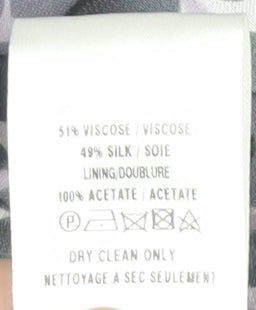 51% VISCOSE / VISCOSE
49% SILK / SOIE
LINING/DOUBLURE
100% ACETATE / ACETATE
P
DRY CLEAN ONLY
NETTOYAGE A SEC SEULEMENT